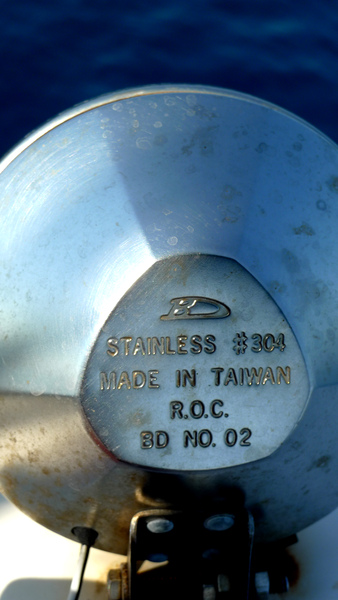 BD
STAINLESS #304
MADE IN TAIWAN
R.O.C.
BD NO. 02